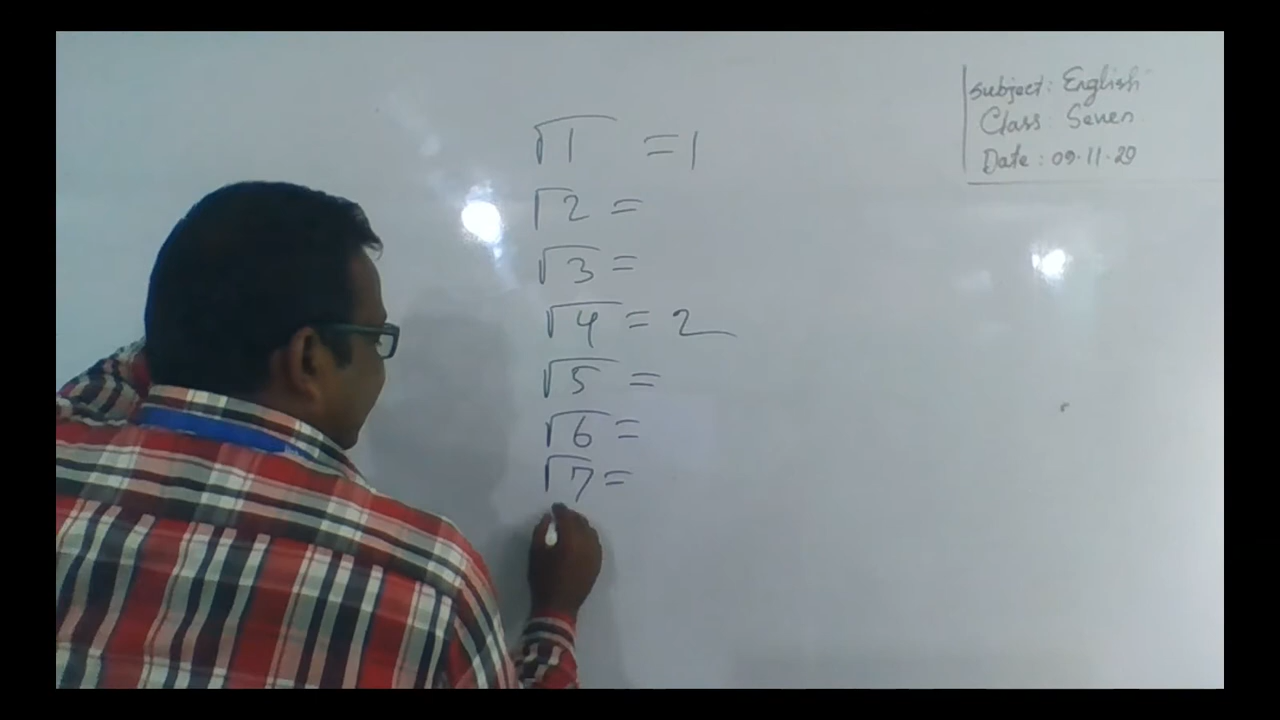 √1 =1
√2 =
√3 =
√4 = 2
√5 =
√6 =
√7 =
Subject: English
Class: Seven
Date: 09.11.20